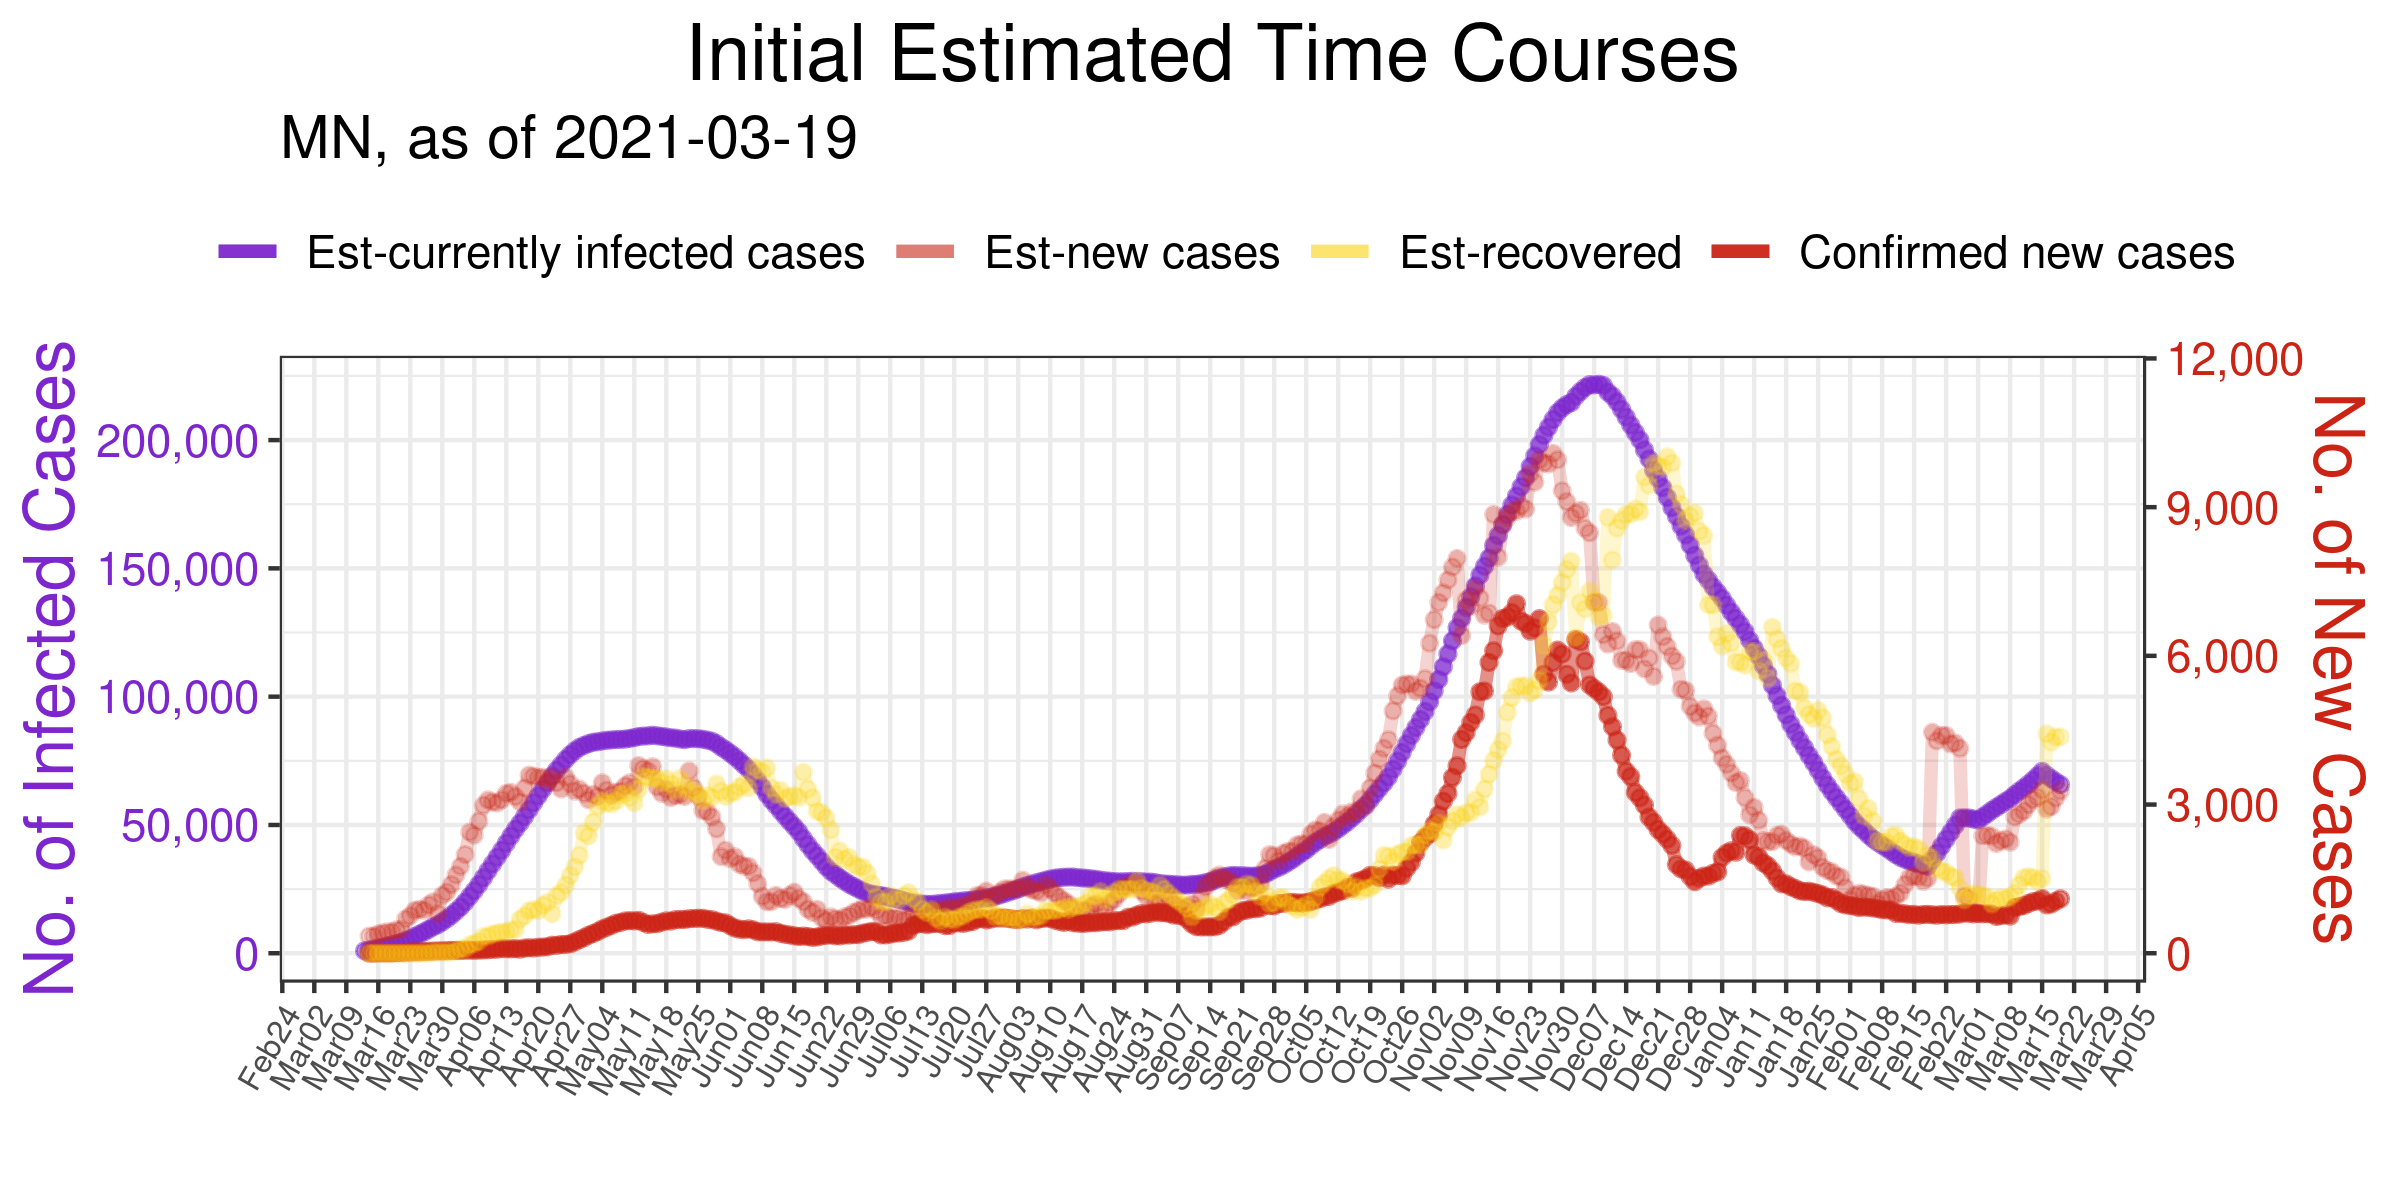 Initial Estimated Time Courses
MN, as of 2021-03-19
Est-currently infected cases Est-new cases Est-recovered Confirmed new cases
No. of Infected Cases
200,000
150,000
100,000
50,000
0
12,000
9,000
6,000
3,000
0
No. of New Cases
Feb24 Mar02 Mar09 Mar16 Mar23 Mar30 Apr06 Apr13 Apr20 Apr27 May04 May11 May18 May25 Jun01 Jun08 Jun15 Jun22 Jun29 Jul06 Jul13 Jul20 Jul27 Aug03 Aug10 Aug17 Aug24 Aug31 Sep07 Sep14 Sep21 Sep28 Oct05 Oct12 Oct19 Oct26 Nov02 Nov09 Nov16 Nov23 Nov30 Dec07 Dec14 Dec21 Dec28 Jan04 Jan11 Jan18 Jan25 Feb01 Feb08 Feb15 Feb22 Mar01 Mar08 Mar15 Mar22 Mar29 Apr05